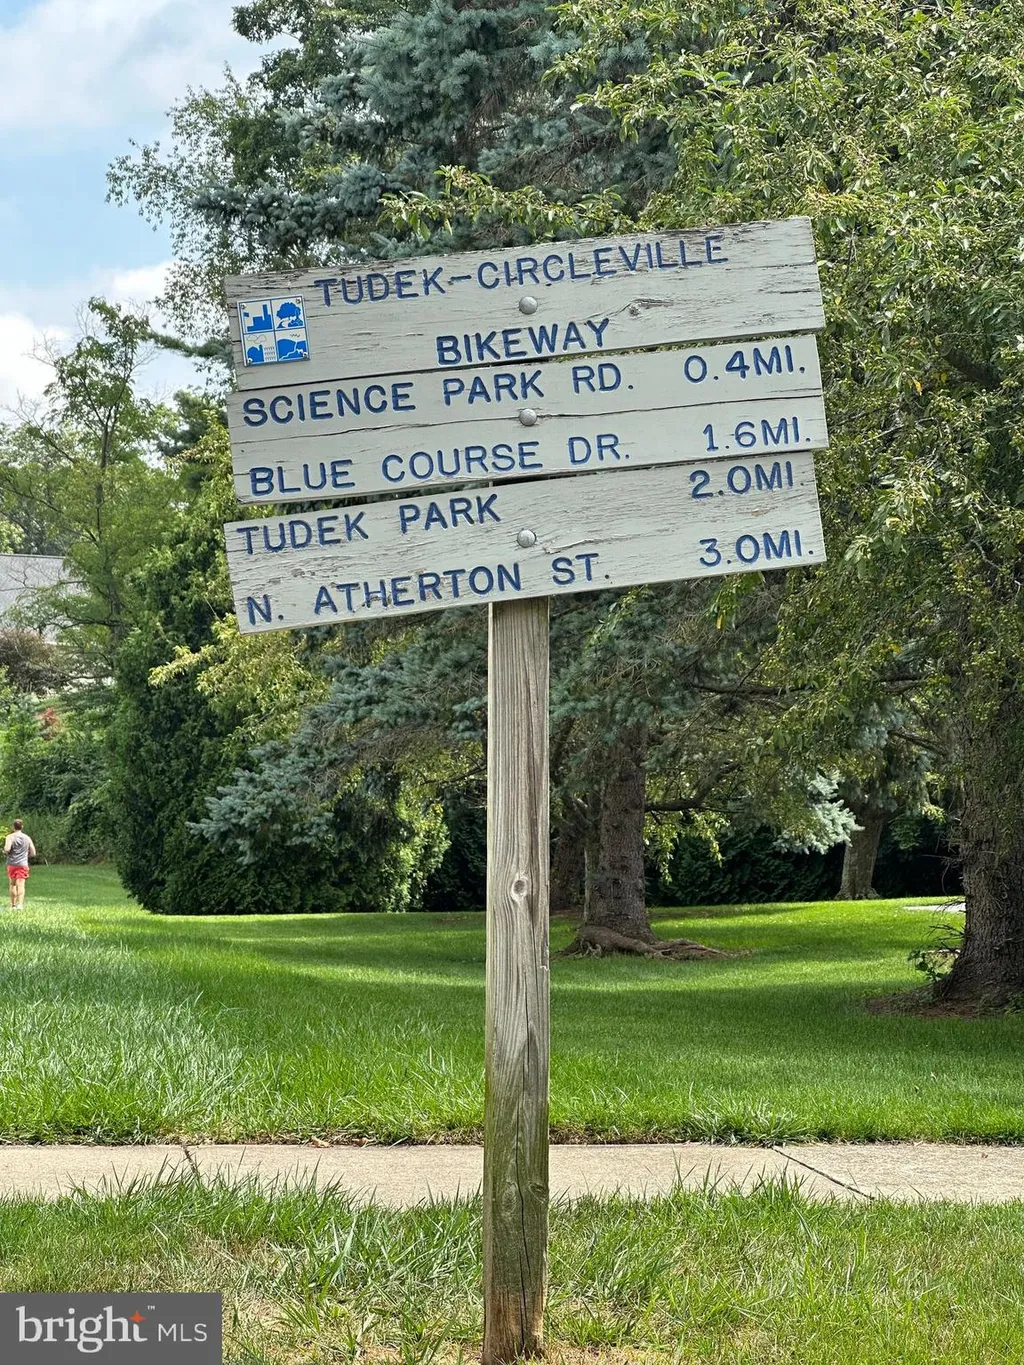 TUDEK-CIRCLEVILLE
BIKEWAY
SCIENCE PARK RD. 0.4MI.
BLUE COURSE DR. 1.6MI.
TUDEK PARK 2.0MI.
N. ATHERTON ST. 3.0MI.
bright™ MLS